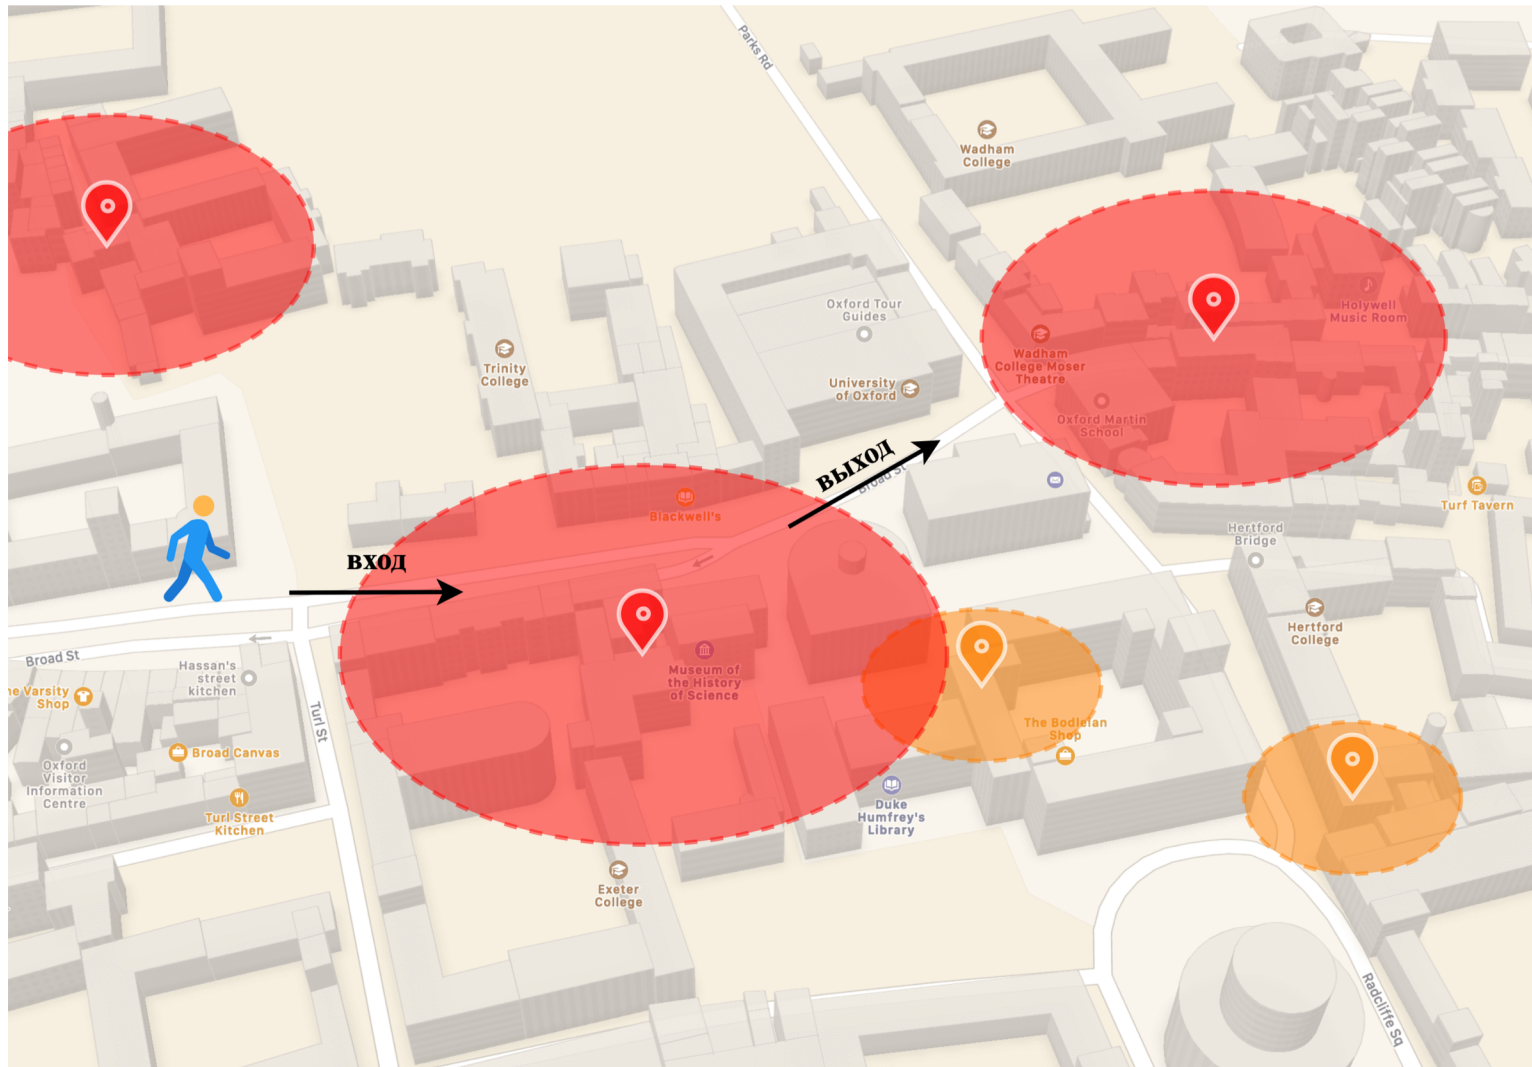 Parks Rd
Wadham
College
Oxford Tour
Guides
Holywell
Music Room
Trinity
College
University
of Oxford
Wadham
College Moser
Theatre
Oxford Martin
School
выход
Broad St
Blackwell's
Turf Tavern
Hertford
Bridge
вход
Hertford
College
Broad St
Hassan's
street
kitchen
Museum of
the History
of Science
ne Varsity
Shop
Turl St
The Bodleian
Shop
Broad Canvas
Oxford
Visitor
Information
Centre
Turl Street
Kitchen
Duke
Humfrey's
Library
Exeter
College
Radcliffe Sq